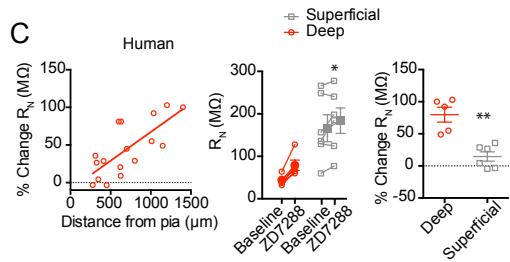 C
Human
Superficial
Deep
% Change R_N (MΩ)
150
100
50
0
0
500
1000
1500
Distance from pia (µm)
R_N (MΩ)
300
200
100
0
*
Baseline
ZD7288
Baseline
ZD7288
% Change R_N (MΩ)
150
100
50
0
−50
**
Deep
Superficial